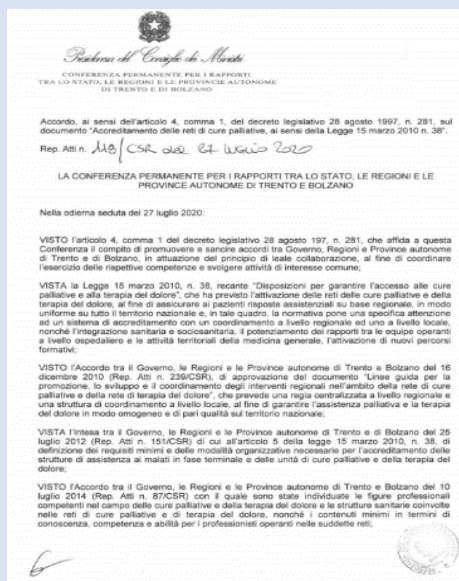 Presidenza del Consiglio dei Ministri
CONFERENZA PERMANENTE PER I RAPPORTI
TRA LO STATO, LE REGIONI E LE PROVINCE AUTONOME
DI TRENTO E DI BOLZANO
Accordo, ai sensi dell'articolo 4, comma 1, del decreto legislativo 28 agosto 1997, n. 281, sul
documento "Accreditamento delle reti di cure palliative, ai sensi della Legge 15 marzo 2010 n. 38".
Rep. Atti n. 118/CSR del 27 LUGLIO 2020
LA CONFERENZA PERMANENTE PER I RAPPORTI TRA LO STATO, LE REGIONI E LE
PROVINCE AUTONOME DI TRENTO E BOLZANO
Nella odierna seduta del 27 luglio 2020:
VISTO l'articolo 4, comma 1 del decreto legislativo 28 agosto 197, n. 281, che affida a questa
Conferenza il compito di promuovere e sancire accordi tra Governo, Regioni e Province autonome
di Trento e di Bolzano, in attuazione del principio di leale collaborazione, al fine di coordinare
l'esercizio delle rispettive competenze e svolgere attività di interesse comune;
VISTA la Legge 15 marzo 2010, n. 38, recante "Disposizioni per garantire l'accesso alle cure
palliative e alla terapia del dolore", che ha previsto l'attivazione delle reti delle cure palliative e della
terapia del dolore, al fine di assicurare ai pazienti risposte assistenziali su base regionale, in modo
uniforme su tutto il territorio nazionale e, in tale quadro, la normativa pone una specifica attenzione
ad un sistema di accreditamento con un coordinamento a livello regionale ed uno a livello locale,
nonché l'integrazione sanitaria e sociosanitaria, il potenziamento dei rapporti tra le equipe operanti
a livello ospedaliero e le attività territoriali della medicina generale, l'attivazione di nuovi percorsi
formativi;
VISTO l'Accordo tra il Governo, le Regioni e le Province autonome di Trento e Bolzano del 16
dicembre 2010 (Rep. Atti n. 239/CSR), di approvazione del documento "Linee guida per la
promozione, lo sviluppo e il coordinamento degli interventi regionali nell'ambito della rete di cure
palliative e della rete di terapia del dolore", che prevede una regia centralizzata a livello regionale e
una struttura di coordinamento a livello locale, al fine di garantire l'assistenza palliativa e la terapia
del dolore in modo omogeneo e di pari qualità sul territorio nazionale;
VISTA l'Intesa tra il Governo, le Regioni e le Province autonome di Trento e di Bolzano del 25
luglio 2012 (Rep. Atti n. 151/CSR) di cui all'articolo 5 della legge 15 marzo 2010, n. 38, di
definizione dei requisiti minimi e delle modalità organizzative necessarie per l'accreditamento delle
strutture di assistenza ai malati in fase terminale e delle unità di cure palliative e della terapia del
dolore;
VISTO l'Accordo tra il Governo, le Regioni e le Province autonome di Trento e Bolzano del 10
luglio 2014 (Rep. Atti n. 87/CSR) con il quale sono state individuate le figure professionali
competenti nel campo delle cure palliative e della terapia del dolore e le strutture sanitarie coinvolte
nelle reti di cure palliative e di terapia del dolore, nonché i contenuti minimi in termini di
conoscenza, competenza e abilità per i professionisti operanti nelle suddette reti;